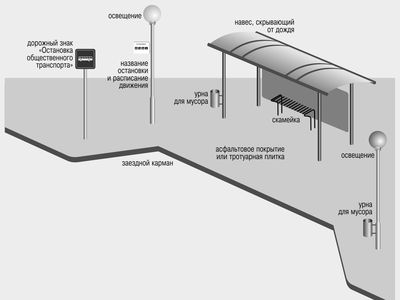 освещение
навес, скрывающий
от дождя
дорожный знак
«Остановка
общественного
транспорта»
название
остановки
и расписание
движения
урна
для мусора
скамейка
асфальтовое покрытие
или тротуарная плитка
освещение
заездной карман
урна
для мусора